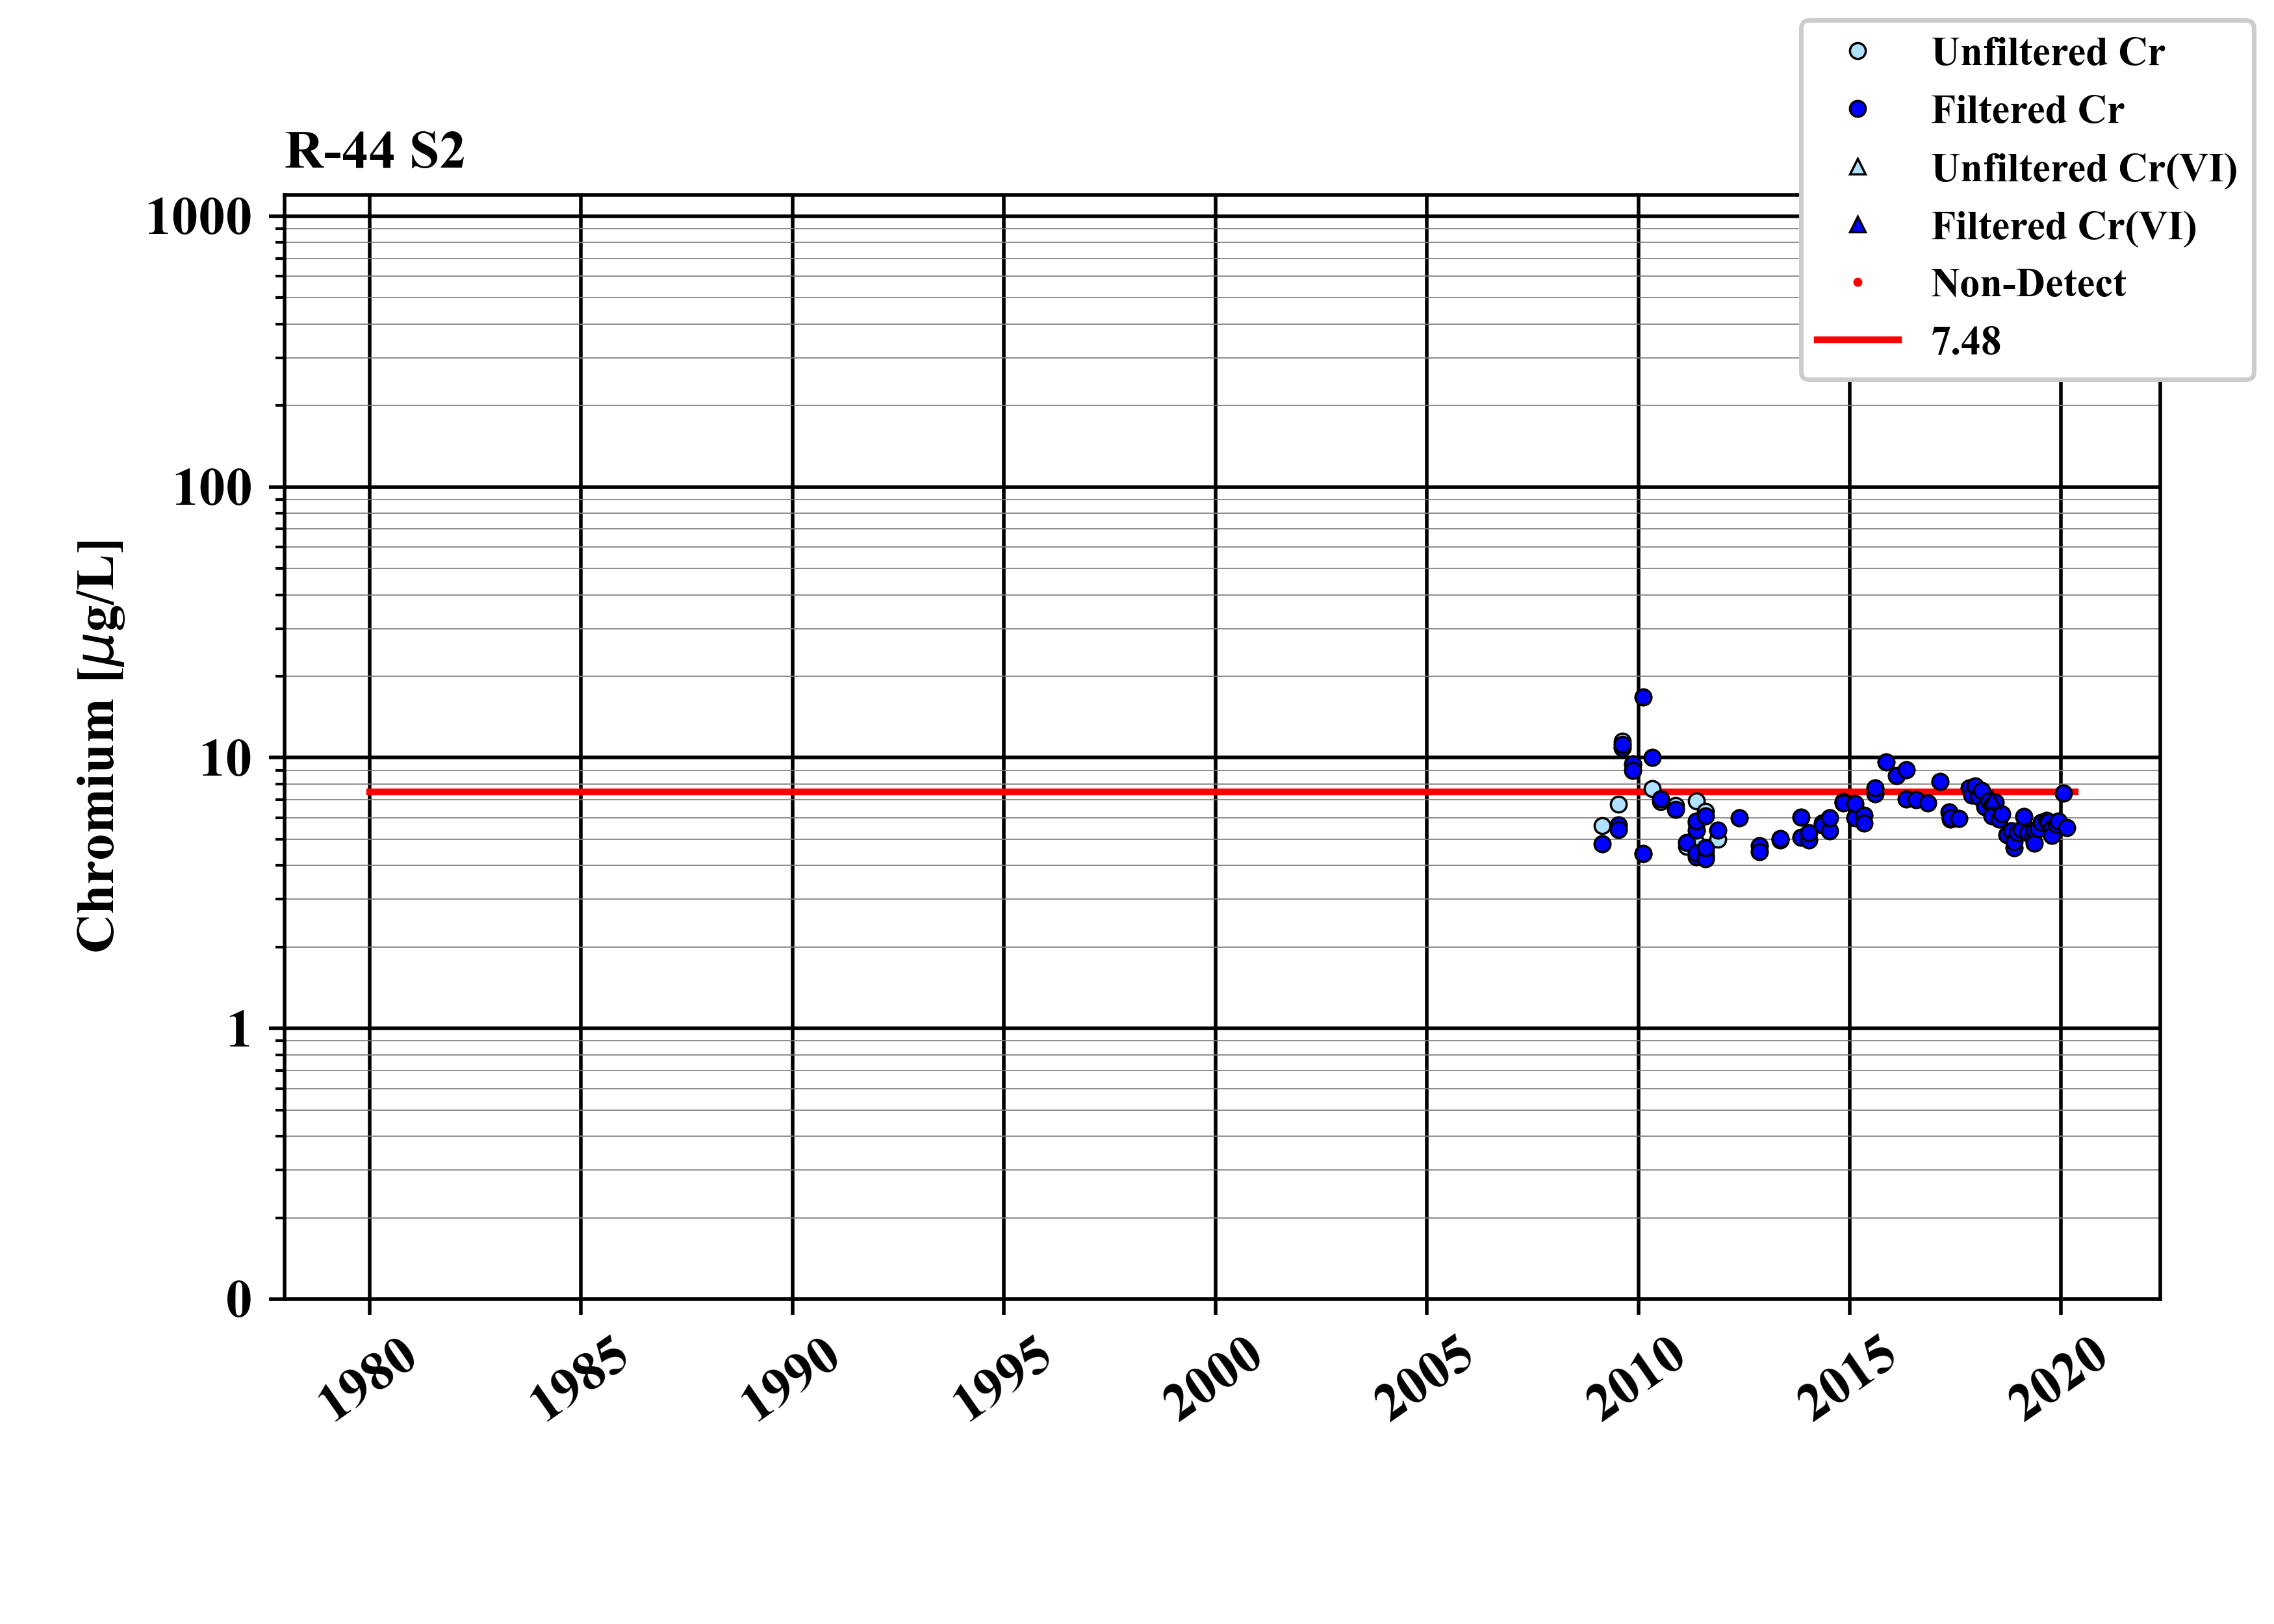 Unfiltered Cr
Filtered Cr
Unfiltered Cr(VI)
Filtered Cr(VI)
Non-Detect
7.48
R-44 S2
1000
100
10
1
0
Chromium [μg/L]
1980
1985
1990
1995
2000
2005
2010
2015
2020